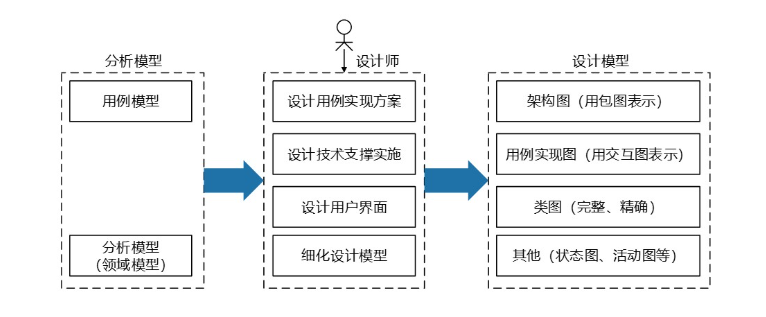 分析模型
用例模型
分析模型
（领域模型）
设计师
设计用例实现方案
设计技术支撑实施
设计用户界面
细化设计模型
设计模型
架构图（用包图表示）
用例实现图（用交互图表示）
类图（完整、精确）
其他（状态图、活动图等）